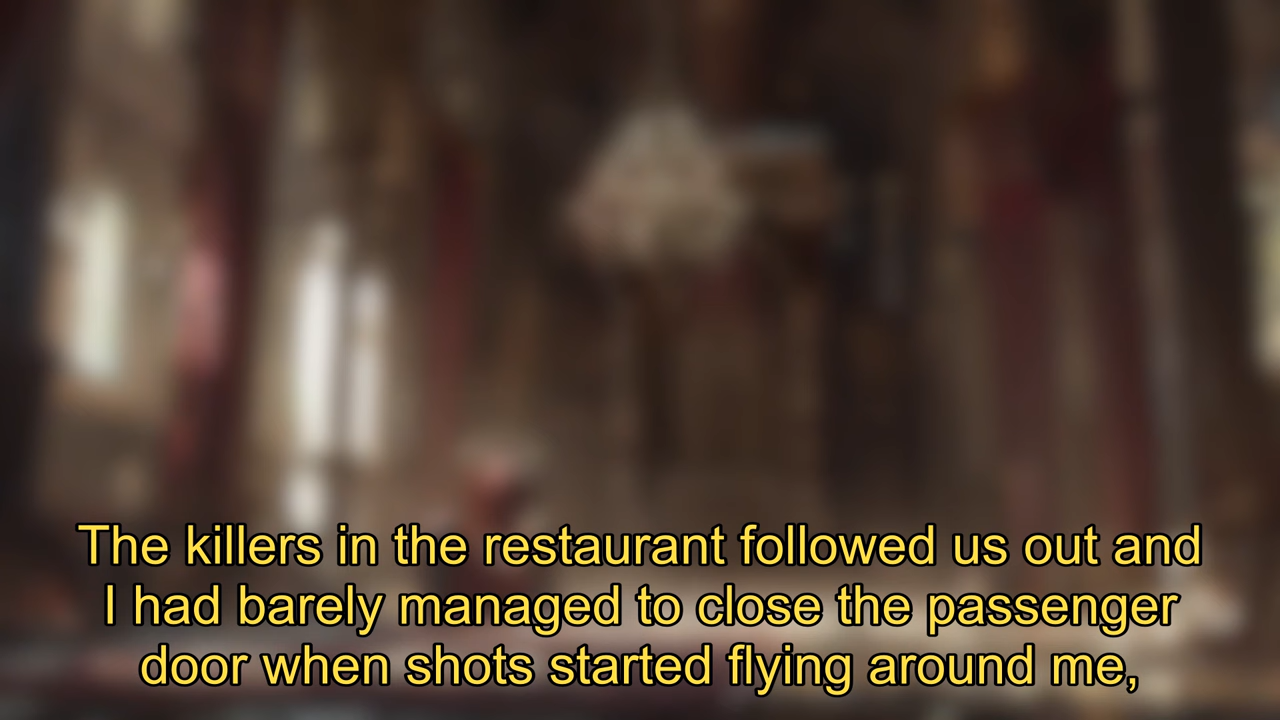 The killers in the restaurant followed us out and
I had barely managed to close the passenger
door when shots started flying around me,